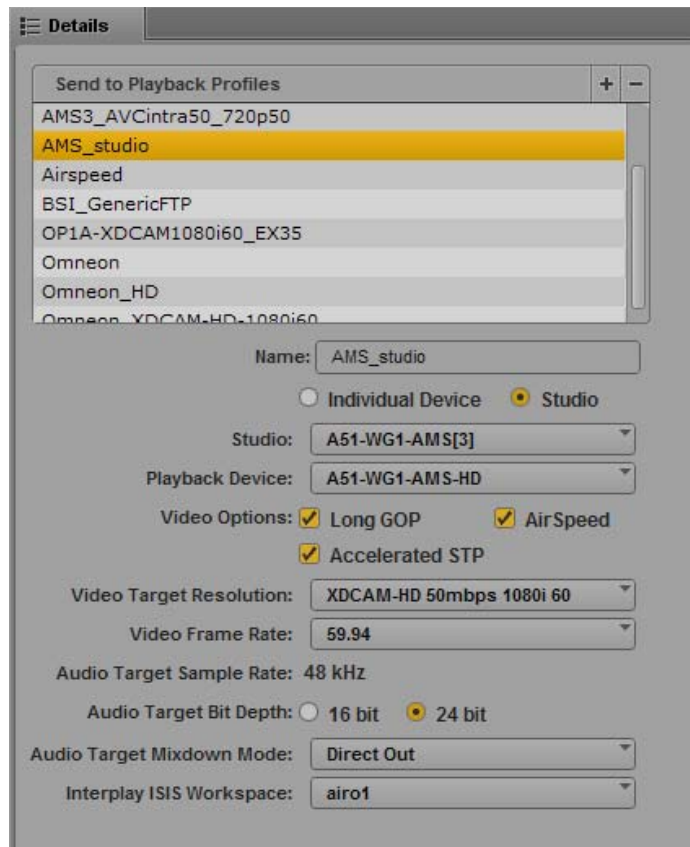 Details
Send to Playback Profiles + –
AMS3_AVCintra50_720p50
AMS_studio
Airspeed
BSI_GenericFTP
OP1A-XDCAM1080i60_EX35
Omneon
Omneon_HD
Omneon_XDCAM-HD-1080i60
Name: AMS_studio
Individual Device Studio
Studio: A51-WG1-AMS[3]
Playback Device: A51-WG1-AMS-HD
Video Options: Long GOP AirSpeed
Accelerated STP
Video Target Resolution: XDCAM-HD 50mbps 1080i 60
Video Frame Rate: 59.94
Audio Target Sample Rate: 48 kHz
Audio Target Bit Depth: 16 bit 24 bit
Audio Target Mixdown Mode: Direct Out
Interplay ISIS Workspace: airo1